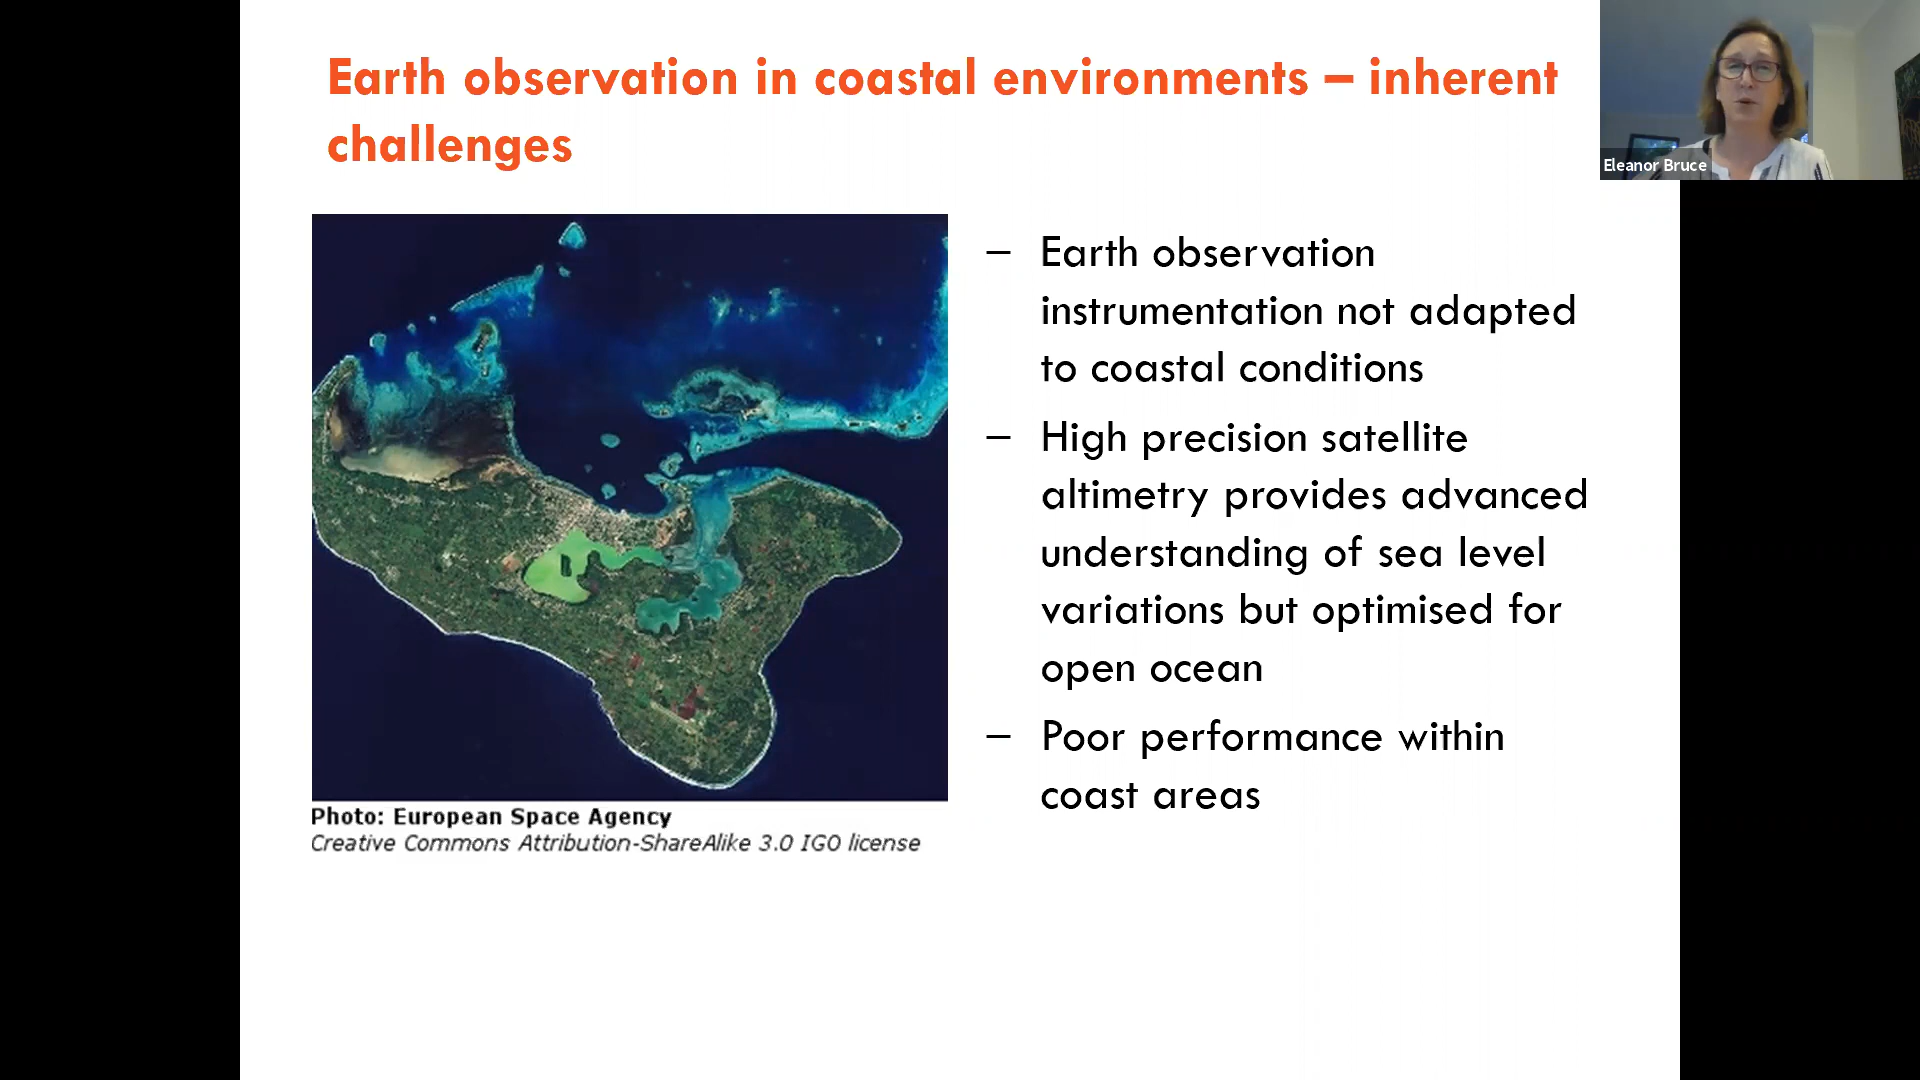 Earth observation in coastal environments – inherent
challenges
Eleanor Bruce
– Earth observation
instrumentation not adapted
to coastal conditions
– High precision satellite
altimetry provides advanced
understanding of sea level
variations but optimised for
open ocean
– Poor performance within
coast areas
Photo: European Space Agency
Creative Commons Attribution-ShareAlike 3.0 IGO license